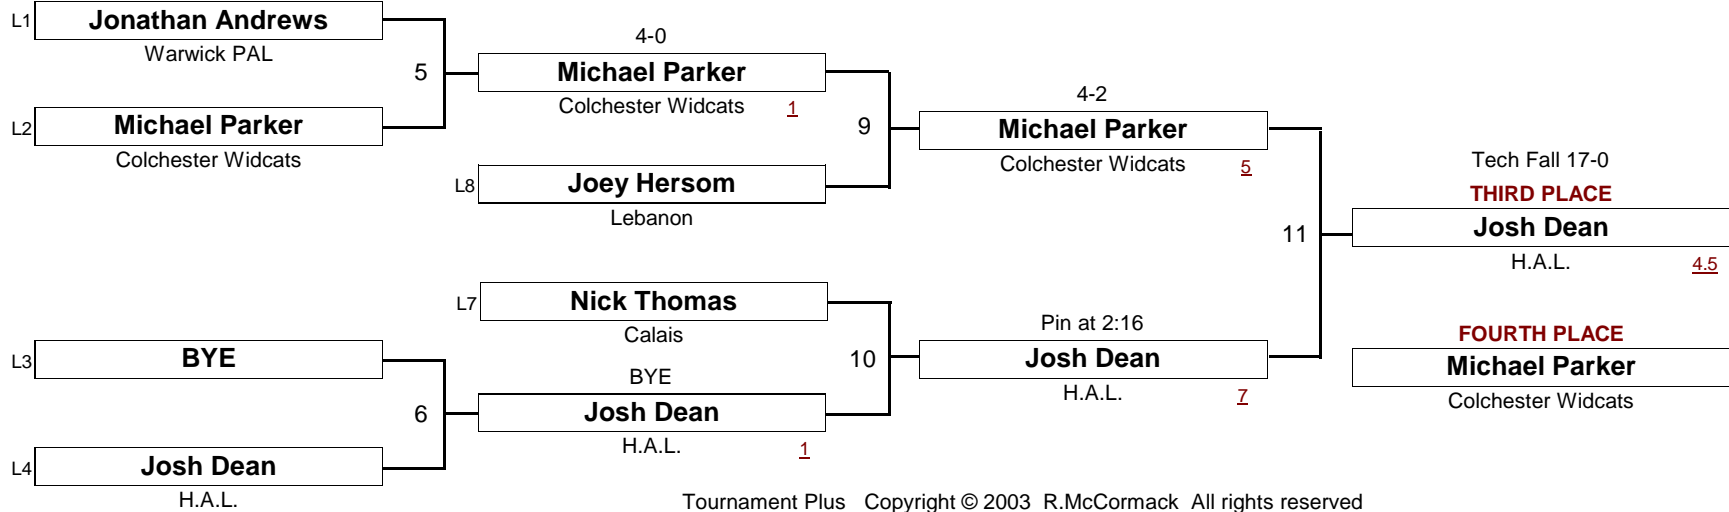 L1 Jonathan Andrews
Warwick PAL
5
L2 Michael Parker
Colchester Widcats
4-0
Michael Parker
Colchester Widcats 1
9
L8 Joey Hersom
Lebanon
4-2
Michael Parker
Colchester Widcats 5
11
Tech Fall 17-0
THIRD PLACE
Josh Dean
H.A.L. 4.5
L7 Nick Thomas
Calais
10
L3 BYE
6
BYE
Josh Dean
H.A.L. 1
L4 Josh Dean
H.A.L.
Pin at 2:16
Josh Dean
H.A.L. 7
FOURTH PLACE
Michael Parker
Colchester Widcats
Tournament Plus Copyright © 2003 R.McCormack All rights reserved